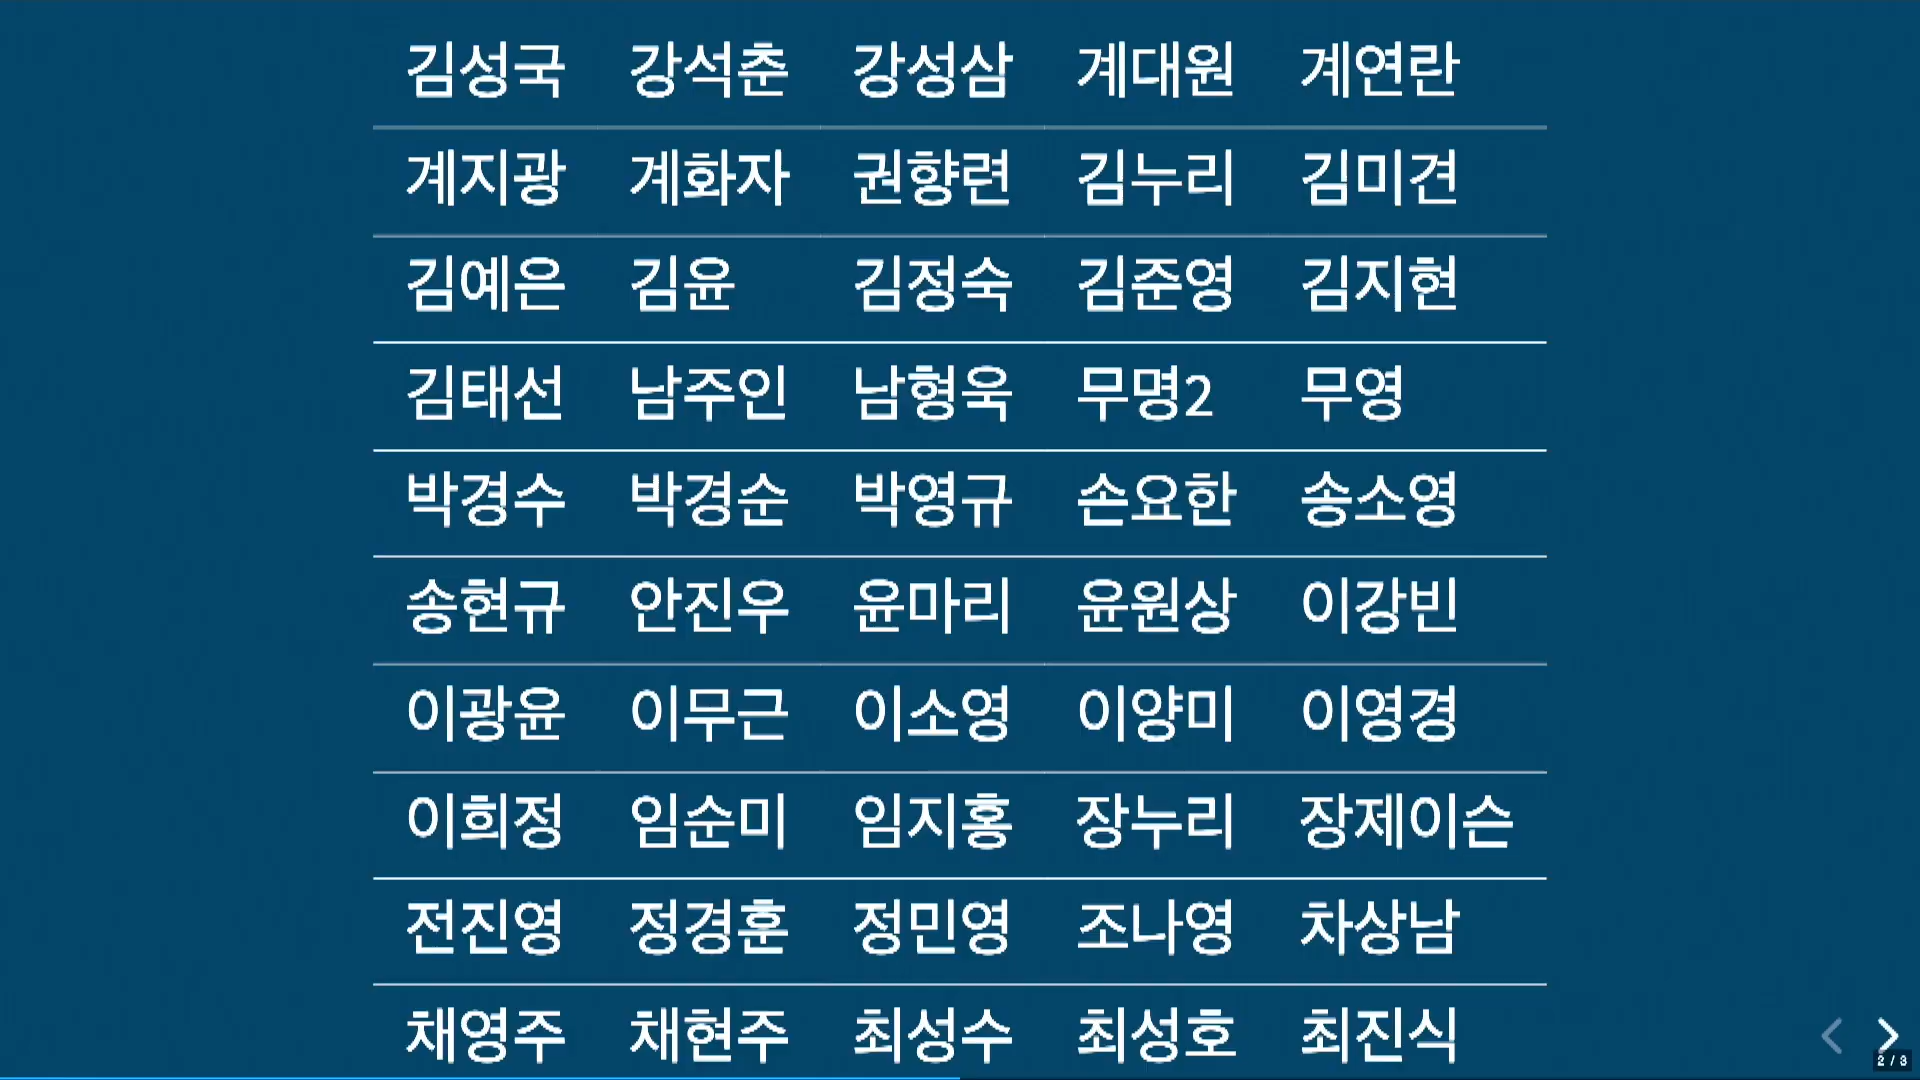 김성국 강석춘 강성삼 계대원 계연란
계지광 계화자 권향련 김누리 김미견
김예은 김윤 김정숙 김준영 김지현
김태선 남주인 남형욱 무명2 무영
박경수 박경순 박영규 손요한 송소영
송현규 안진우 윤마리 윤원상 이강빈
이광윤 이무근 이소영 이양미 이영경
이희정 임순미 임지홍 장누리 장제이슨
전진영 정경훈 정민영 조나영 차상남
채영주 채현주 최성수 최성호 최진식
2 / 3